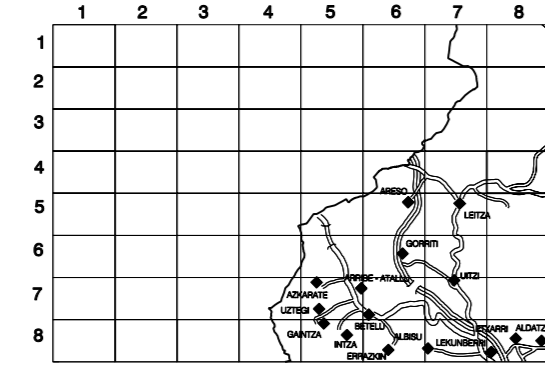 1 2 3 4 5 6 7 8
1
2
3
4
ARESO
5
LEITZA
6
GORRITI
ARRIBE - ATALLU
UITZI
7
AZKARATE
UZTEGI
BETELU
ETXARRI
ALDATZ
8
GAINTZA
INTZA
ALBISU
LEKUNBERRI
ERRAZKIN